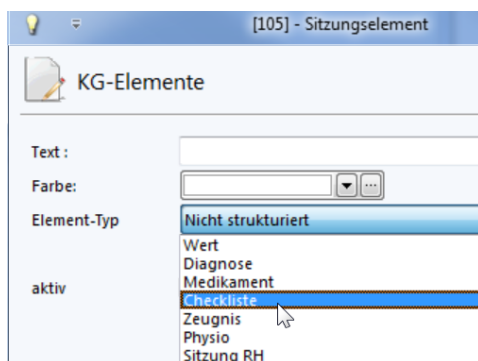 [105] - Sitzungselement
KG-Elemente
Text :
Farbe:
Element-Typ
Nicht strukturiert
Wert
Diagnose
Medikament
aktiv
Checkliste
Zeugnis
Physio
Sitzung RH